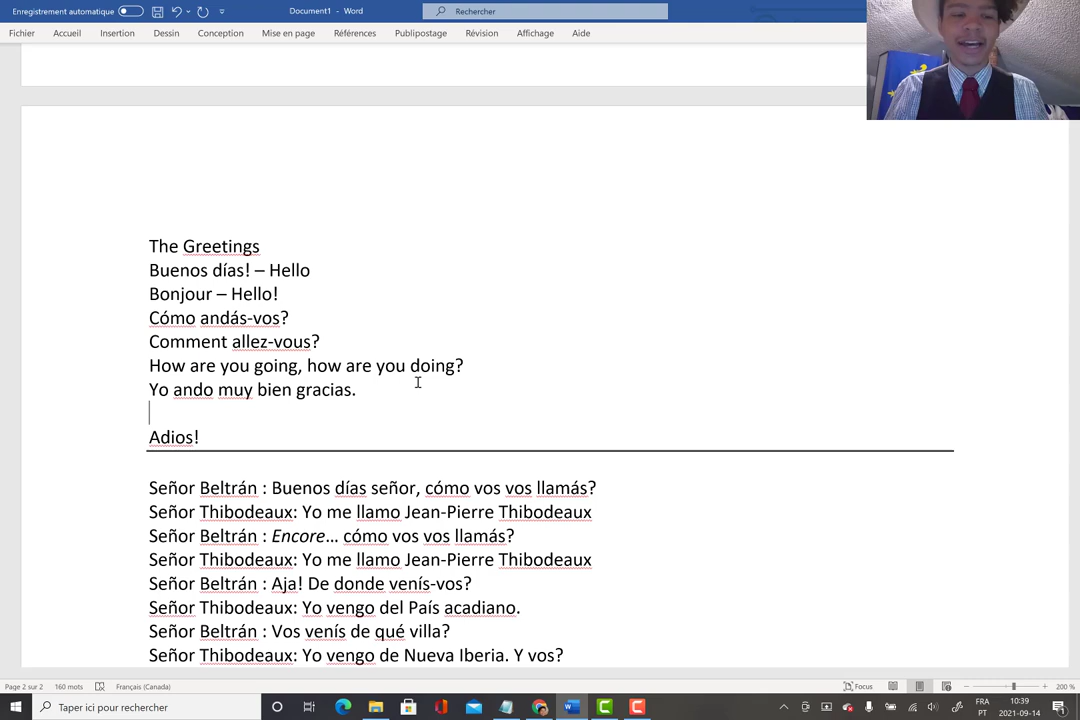 Enregistrement automatique
Document1 - Word
Rechercher
Fichier
Accueil
Insertion
Dessin
Conception
Mise en page
Références
Publipostage
Révision
Affichage
Aide
The Greetings
Buenos días! – Hello
Bonjour – Hello!
Cómo andás-vos?
Comment allez-vous?
How are you going, how are you doing?
Yo ando muy bien gracias.
Adios!
Señor Beltrán : Buenos días señor, cómo vos vos llamás?
Señor Thibodeaux: Yo me llamo Jean-Pierre Thibodeaux
Señor Beltrán : Encore… cómo vos vos llamás?
Señor Thibodeaux: Yo me llamo Jean-Pierre Thibodeaux
Señor Beltrán : Aja! De donde venís-vos?
Señor Thibodeaux: Yo vengo del País acadiano.
Señor Beltrán : Vos venís de qué villa?
Señor Thibodeaux: Yo vengo de Nueva Iberia. Y vos?
Page 2 sur 2
160 mots
Français (Canada)
Focus
200 %
Taper ici pour rechercher
FRA
PT
10:39
2021-09-14